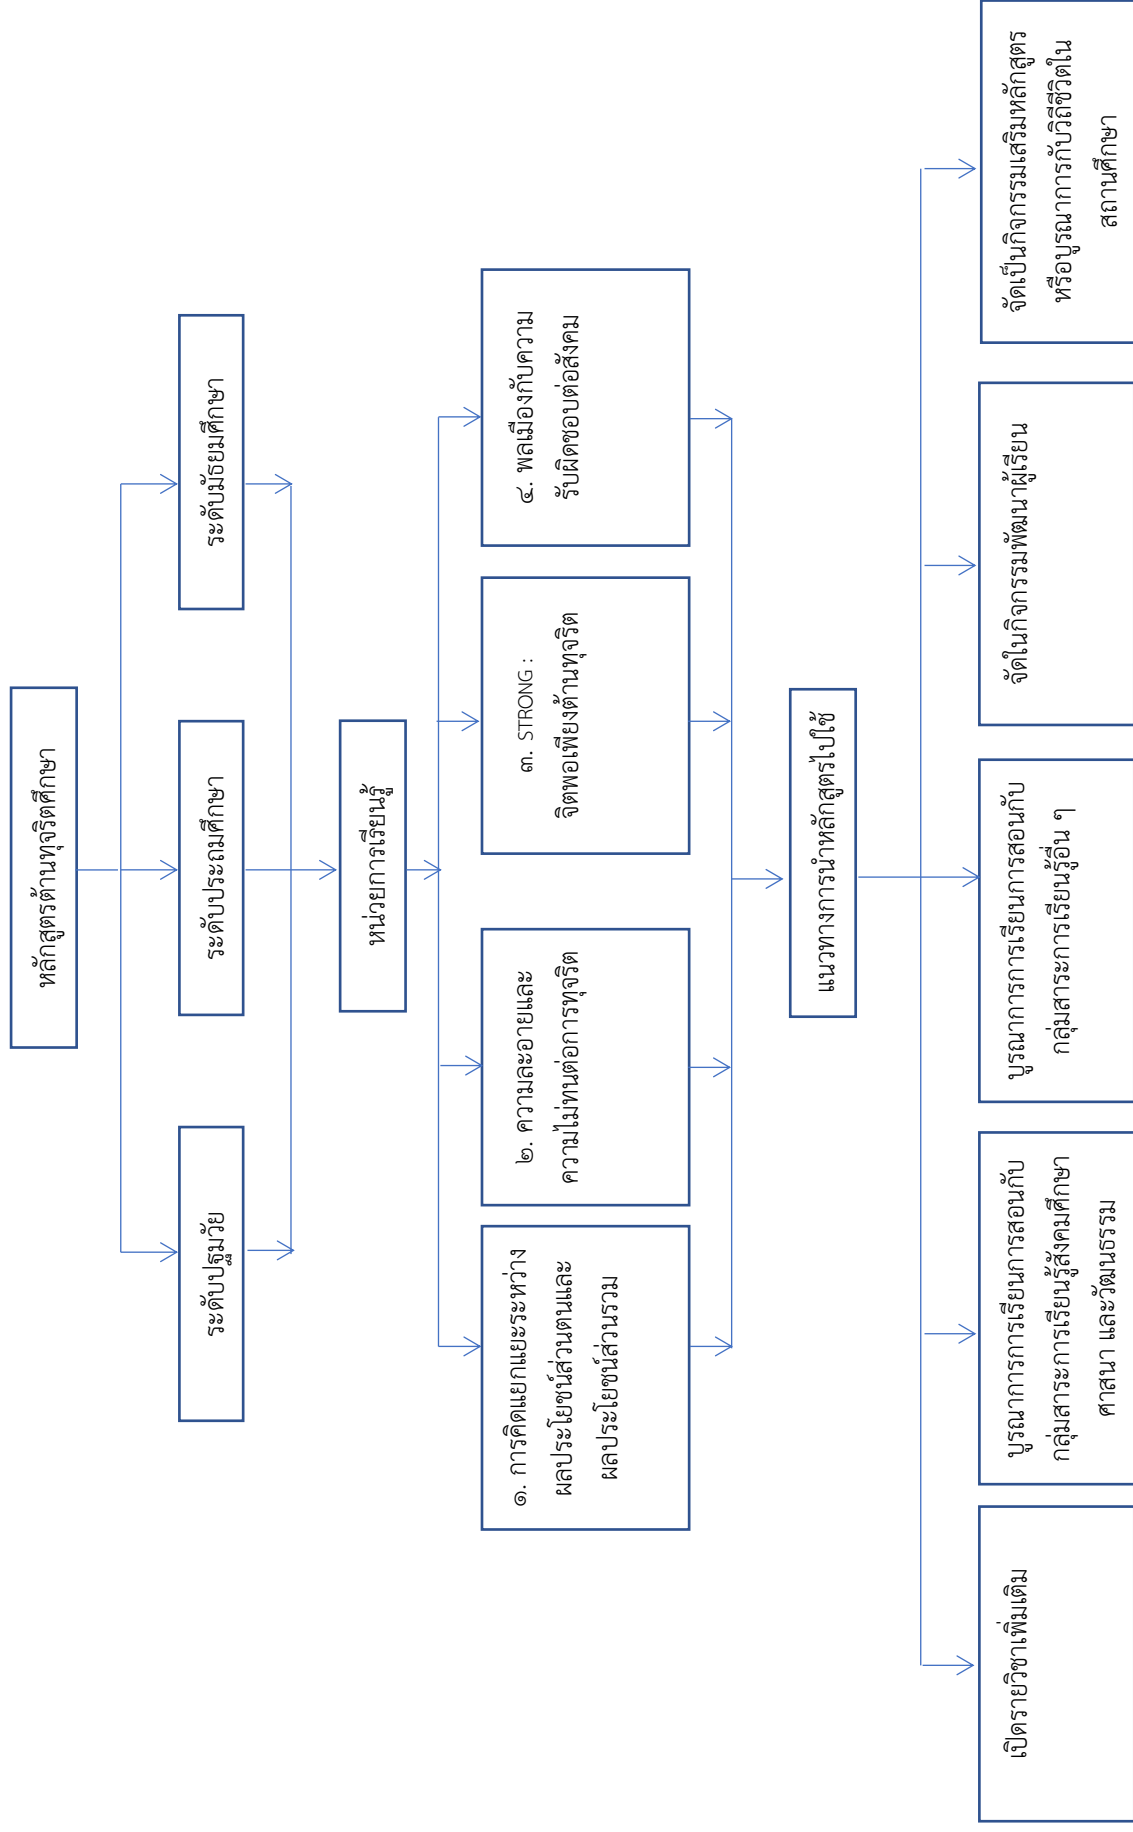 หลักสูตรต้านทุจริตศึกษา
ระดับปฐมวัย
ระดับประถมศึกษา
ระดับมัธยมศึกษา
หน่วยการเรียนรู้
๑. การคิดแยกแยะระหว่าง
ผลประโยชน์ส่วนตนและ
ผลประโยชน์ส่วนรวม
๒. ความละอายและ
ความไม่ทนต่อการทุจริต
๓. STRONG :
จิตพอเพียงต้านทุจริต
๔. พลเมืองกับความ
รับผิดชอบต่อสังคม
แนวทางการนำหลักสูตรไปใช้
เปิดรายวิชาเพิ่มเติม
บูรณาการการเรียนการสอนกับ
กลุ่มสาระการเรียนรู้สังคมศึกษา
ศาสนา และวัฒนธรรม
บูรณาการการเรียนการสอนกับ
กลุ่มสาระการเรียนรู้อื่น ๆ
จัดในกิจกรรมพัฒนาผู้เรียน
จัดเป็นกิจกรรมเสริมหลักสูตร
หรือบูรณาการกับวิถีชีวิตใน
สถานศึกษา